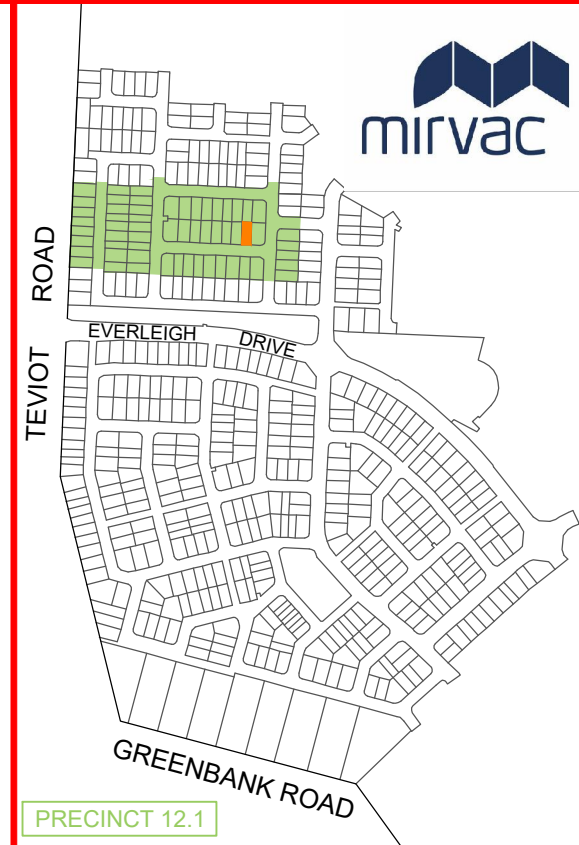 mirvac
TEVIOT ROAD
EVERLEIGH DRIVE
GREENBANK ROAD
PRECINCT 12.1